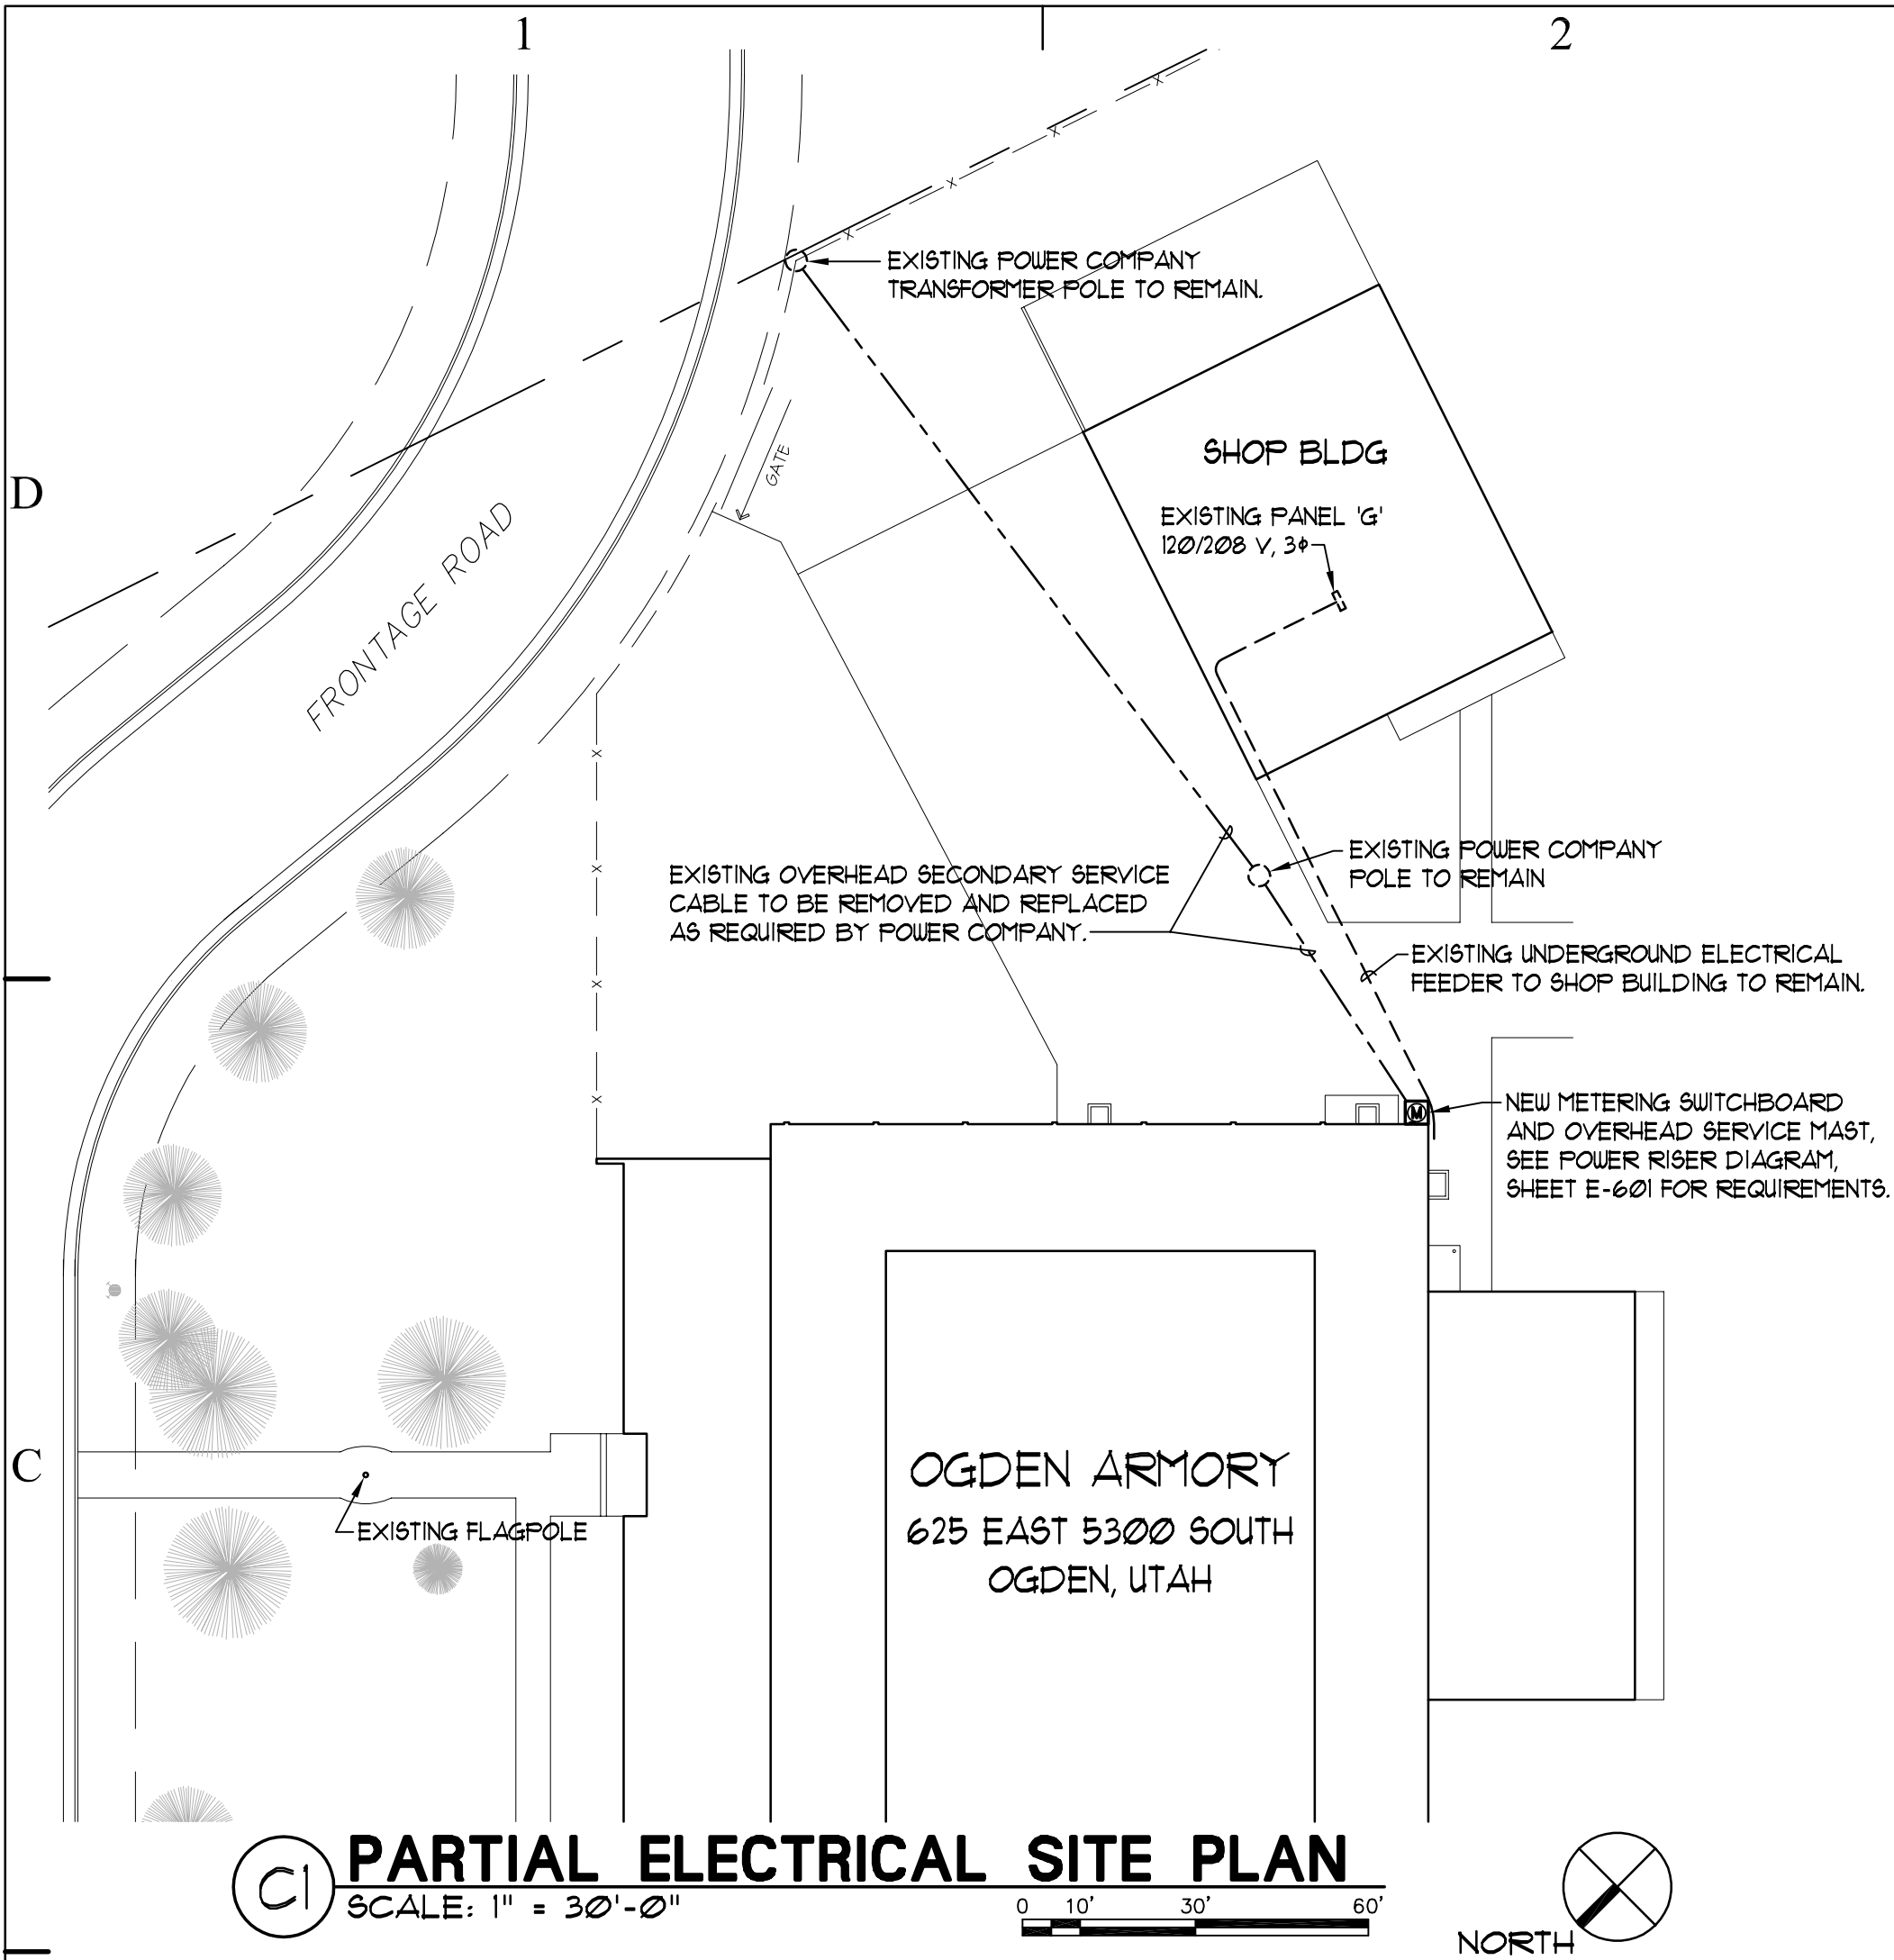 1
2
EXISTING POWER COMPANY
TRANSFORMER POLE TO REMAIN.
GATE
SHOP BLDG
D
EXISTING PANEL 'G'
120/208 V, 3ϕ
FRONTAGE ROAD
EXISTING POWER COMPANY
POLE TO REMAIN
EXISTING OVERHEAD SECONDARY SERVICE
CABLE TO BE REMOVED AND REPLACED
AS REQUIRED BY POWER COMPANY.
EXISTING UNDERGROUND ELECTRICAL
FEEDER TO SHOP BUILDING TO REMAIN.
M
NEW METERING SWITCHBOARD
AND OVERHEAD SERVICE MAST,
SEE POWER RISER DIAGRAM,
SHEET E-601 FOR REQUIREMENTS.
C
OGDEN ARMORY
625 EAST 5300 SOUTH
OGDEN, UTAH
EXISTING FLAGPOLE
C1
PARTIAL ELECTRICAL SITE PLAN
SCALE: 1" = 30'-0"
0 10' 30' 60'
NORTH